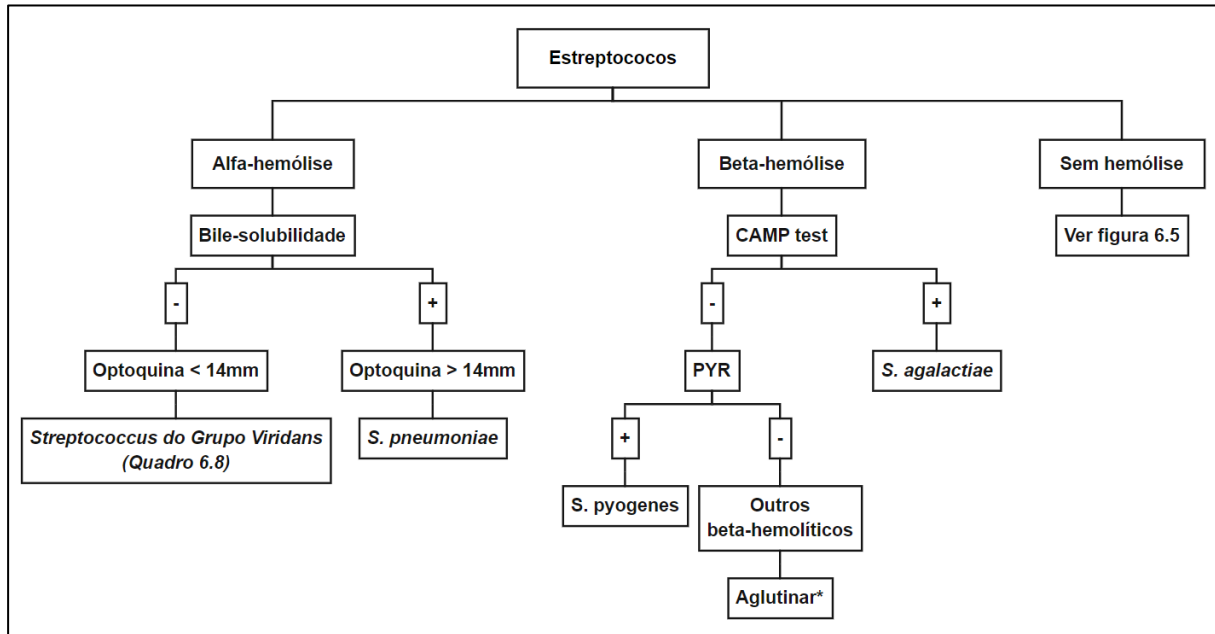 Estreptococos
Alfa-hemólise
Beta-hemólise
Sem hemólise
Bile-solubilidade
CAMP test
Ver figura 6.5
-
+
-
+
Optoquina < 14mm
Optoquina > 14mm
PYR
S. agalactiae
Streptococcus do Grupo Viridans
(Quadro 6.8)
S. pneumoniae
+
-
S. pyogenes
Outros
beta-hemolíticos
Aglutinar*